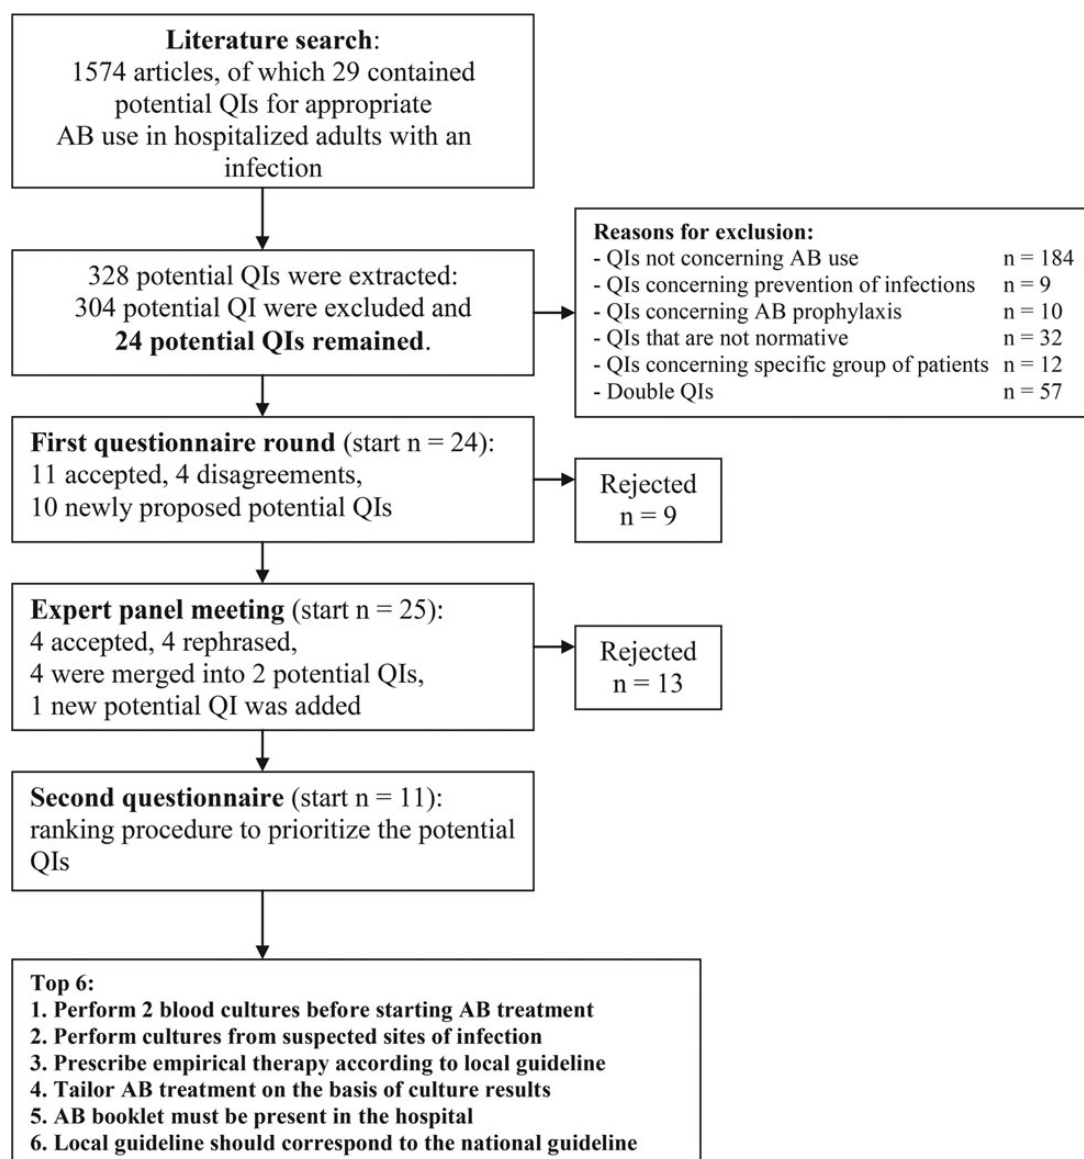 Literature search:
1574 articles, of which 29 contained
potential QIs for appropriate
AB use in hospitalized adults with an
infection
328 potential QIs were extracted:
304 potential QI were excluded and
24 potential QIs remained.
Reasons for exclusion:
- QIs not concerning AB use n = 184
- QIs concerning prevention of infections n = 9
- QIs concerning AB prophylaxis n = 10
- QIs that are not normative n = 32
- QIs concerning specific group of patients n = 12
- Double QIs n = 57
First questionnaire round (start n = 24):
11 accepted, 4 disagreements,
10 newly proposed potential QIs
Rejected
n = 9
Expert panel meeting (start n = 25):
4 accepted, 4 rephrased,
4 were merged into 2 potential QIs,
1 new potential QI was added
Rejected
n = 13
Second questionnaire (start n = 11):
ranking procedure to prioritize the potential
QIs
Top 6:
1. Perform 2 blood cultures before starting AB treatment
2. Perform cultures from suspected sites of infection
3. Prescribe empirical therapy according to local guideline
4. Tailor AB treatment on the basis of culture results
5. AB booklet must be present in the hospital
6. Local guideline should correspond to the national guideline